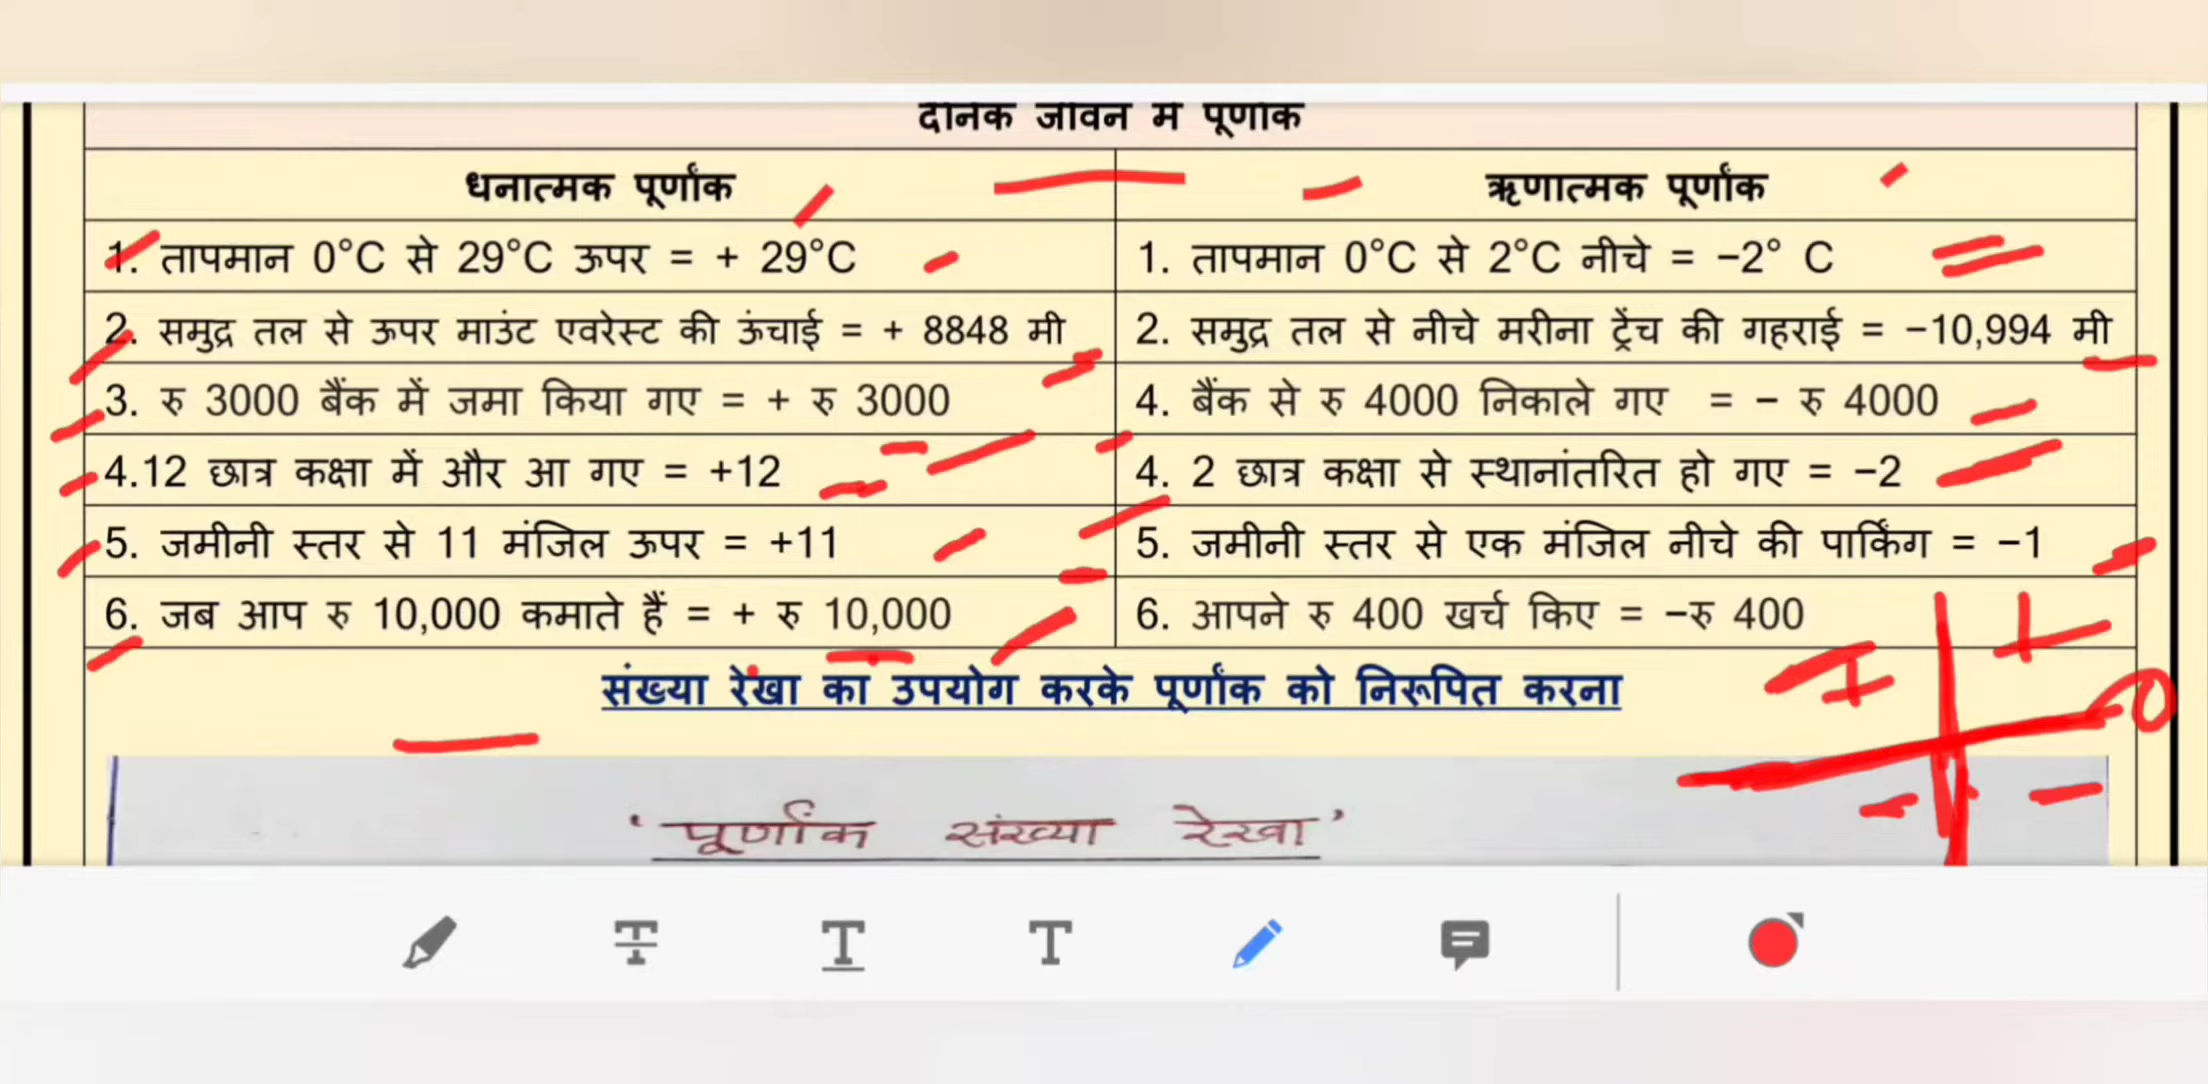 दैनिक जीवन में पूर्णांक
धनात्मक पूर्णांक
ऋणात्मक पूर्णांक
1. तापमान 0°C से 29°C ऊपर = + 29°C
1. तापमान 0°C से 2°C नीचे = −2° C
2. समुद्र तल से ऊपर माउंट एवरेस्ट की ऊंचाई = + 8848 मी
2. समुद्र तल से नीचे मरीना ट्रेंच की गहराई = −10,994 मी
3. रु 3000 बैंक में जमा किया गए = + रु 3000
4. बैंक से रु 4000 निकाले गए = − रु 4000
4.12 छात्र कक्षा में और आ गए = +12
4. 2 छात्र कक्षा से स्थानांतरित हो गए = −2
5. जमीनी स्तर से 11 मंजिल ऊपर = +11
5. जमीनी स्तर से एक मंजिल नीचे की पार्किंग = −1
6. जब आप रु 10,000 कमाते हैं = + रु 10,000
6. आपने रु 400 खर्च किए = −रु 400
संख्या रेखा का उपयोग करके पूर्णांक को निरूपित करना
'पूर्णांक संख्या रेखा'